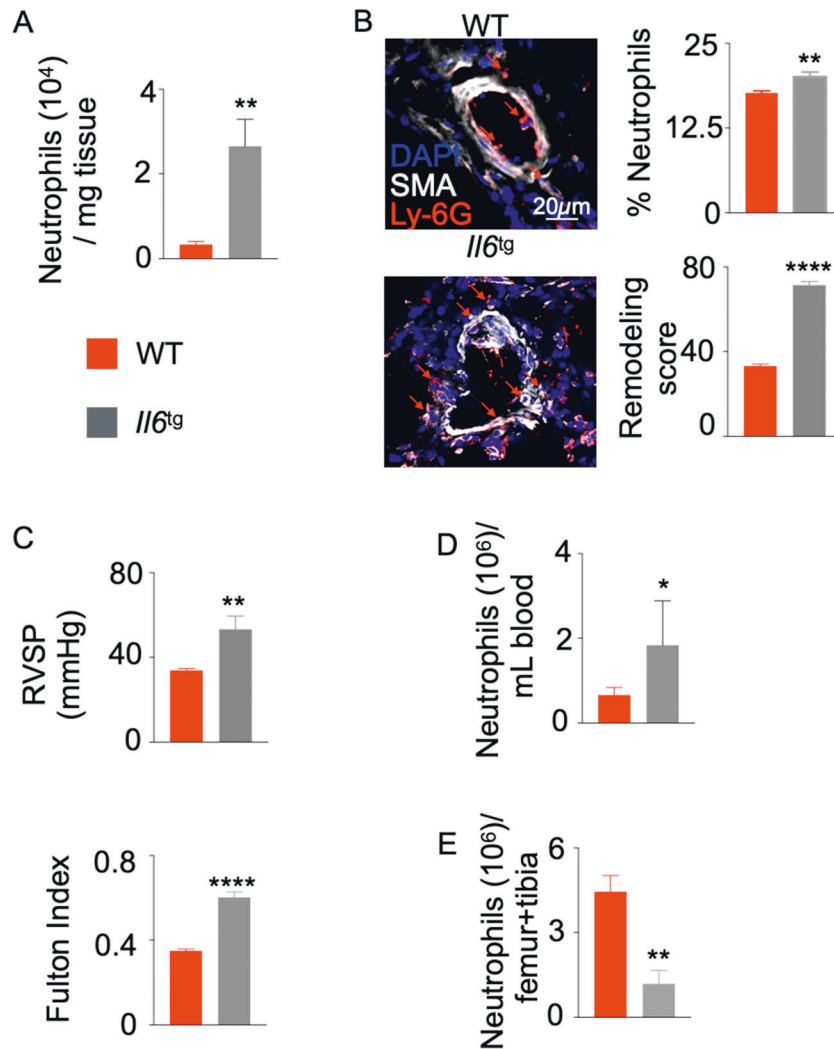 A
Neutrophils (10⁴)
/ mg tissue
4
2
0
**
WT
Il6tg
B
WT
DAPI
SMA
Ly-6G
20µm
Il6tg
% Neutrophils
25
12.5
0
**
Remodeling
score
80
40
0
****
C
RVSP
(mmHg)
80
40
0
**
Fulton Index
0.8
0.4
0
****
D
Neutrophils (10⁶)/
mL blood
4
2
0
*
E
Neutrophils (10⁶)/
femur+tibia
6
3
0
**